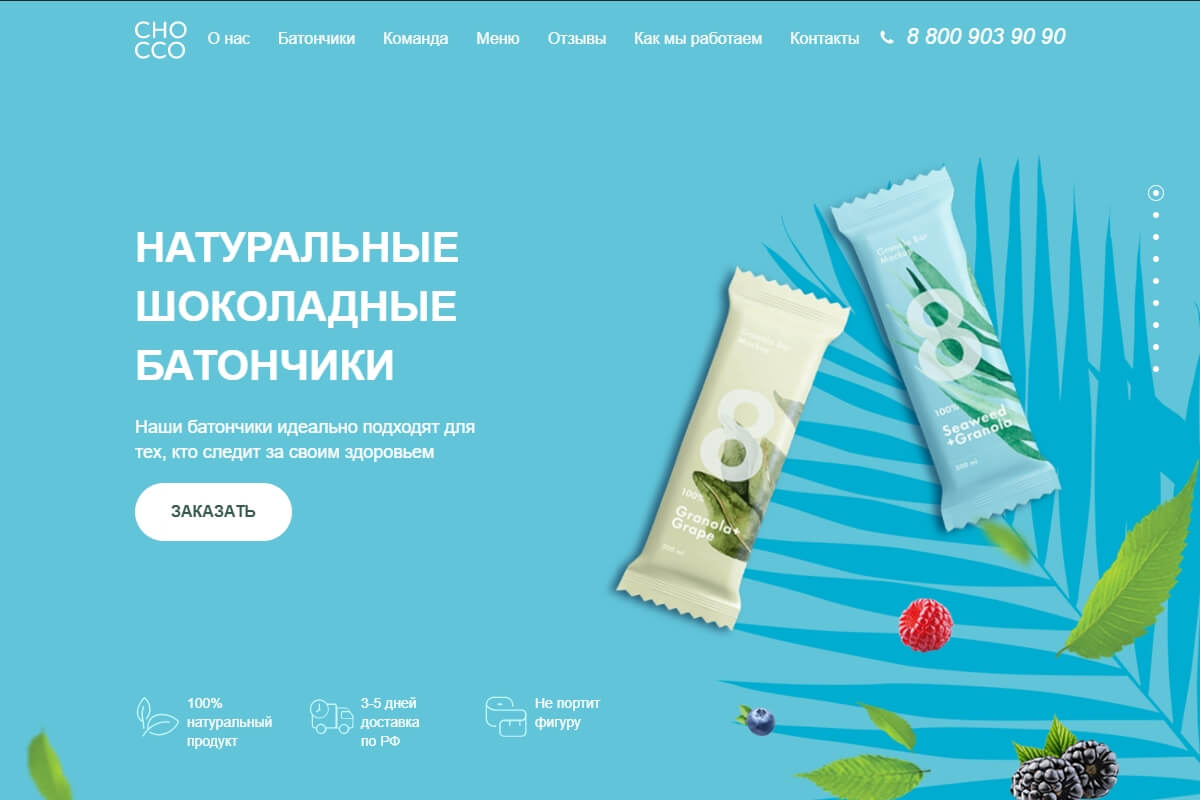 CHO
CCO
О нас Батончики Команда Меню Отзывы Как мы работаем Контакты 8 800 903 90 90
НАТУРАЛЬНЫЕ
ШОКОЛАДНЫЕ
БАТОНЧИКИ
Наши батончики идеально подходят для
тех, кто следит за своим здоровьем
ЗАКАЗАТЬ
Granola Bar
Mockup
8
100%
Granola+
Grape
300 ml
Granola Bar
Mockup
8
100%
Seaweed
+Granola
300 ml
100%
натуральный
продукт
3-5 дней
доставка
по РФ
Не портит
фигуру